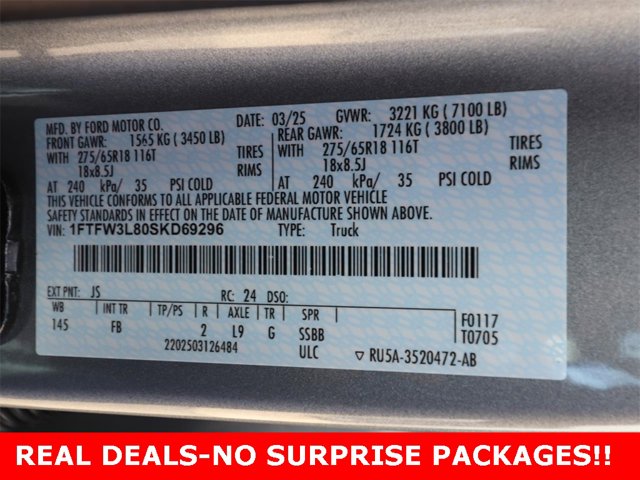 MFD. BY FORD MOTOR CO. DATE: 03/25 GVWR: 3221 KG ( 7100 LB)
FRONT GAWR: 1565 KG ( 3450 LB) REAR GAWR: 1724 KG ( 3800 LB)
WITH 275/65R18 116T TIRES WITH 275/65R18 116T TIRES
18x8.5J RIMS 18x8.5J RIMS
AT 240 kPa/ 35 PSI COLD AT 240 kPa/ 35 PSI COLD
THIS VEHICLE CONFORMS TO ALL APPLICABLE FEDERAL MOTOR VEHICLE
SAFETY STANDARDS IN EFFECT ON THE DATE OF MANUFACTURE SHOWN ABOVE.
VIN: 1FTFW3L80SKD69296 TYPE: Truck
EXT PNT: JS RC: 24 DSO:
WB INT TR TP/PS R AXLE TR SPR F0117
145 FB 2 L9 G SSBB T0705
2202503126484 ULC ▽ RU5A-3520472-AB
REAL DEALS-NO SURPRISE PACKAGES!!